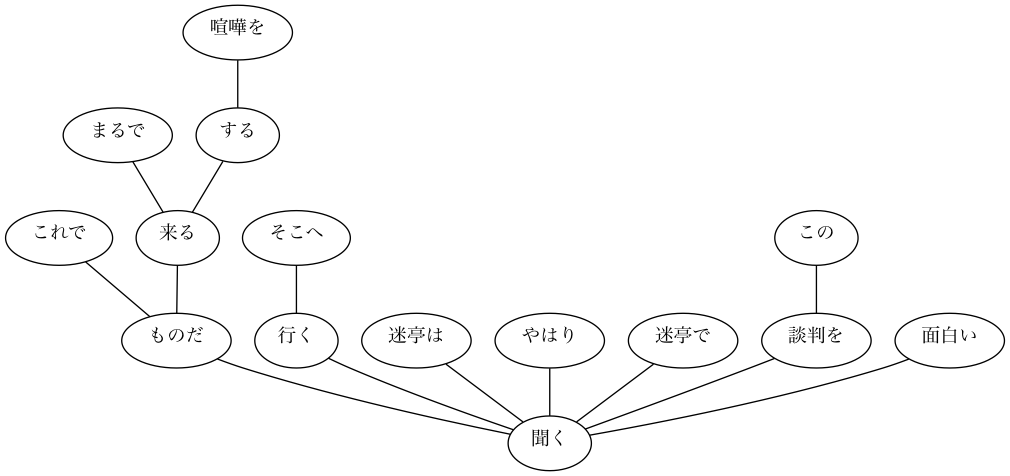 喧嘩を
まるで
する
これで
来る
そこへ
この
ものだ
行く
迷亭は
やはり
迷亭で
談判を
面白い
聞く